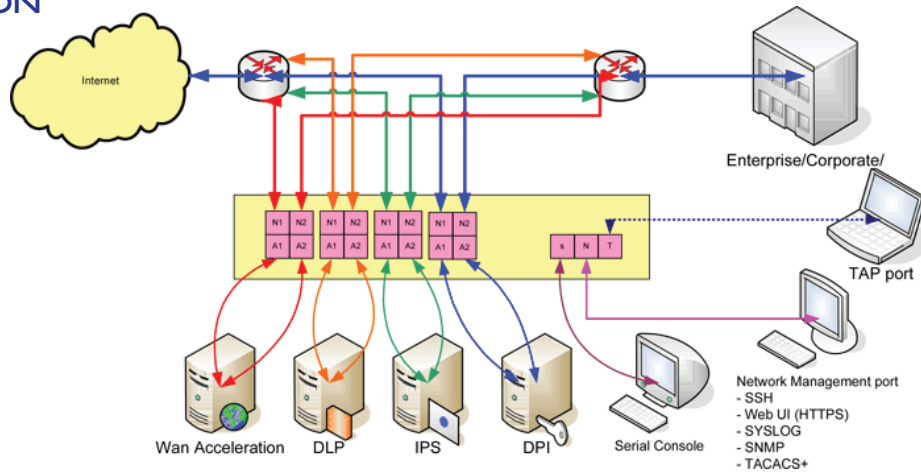 ON
Internet
Enterprise/Corporate/
N1 N2 N1 N2 N1 N2 N1 N2
A1 A2 A1 A2 A1 A2 A1 A2
s N T
TAP port
Wan Acceleration
DLP
IPS
DPI
Serial Console
Network Management port
- SSH
- Web UI (HTTPS)
- SYSLOG
- SNMP
- TACACS+